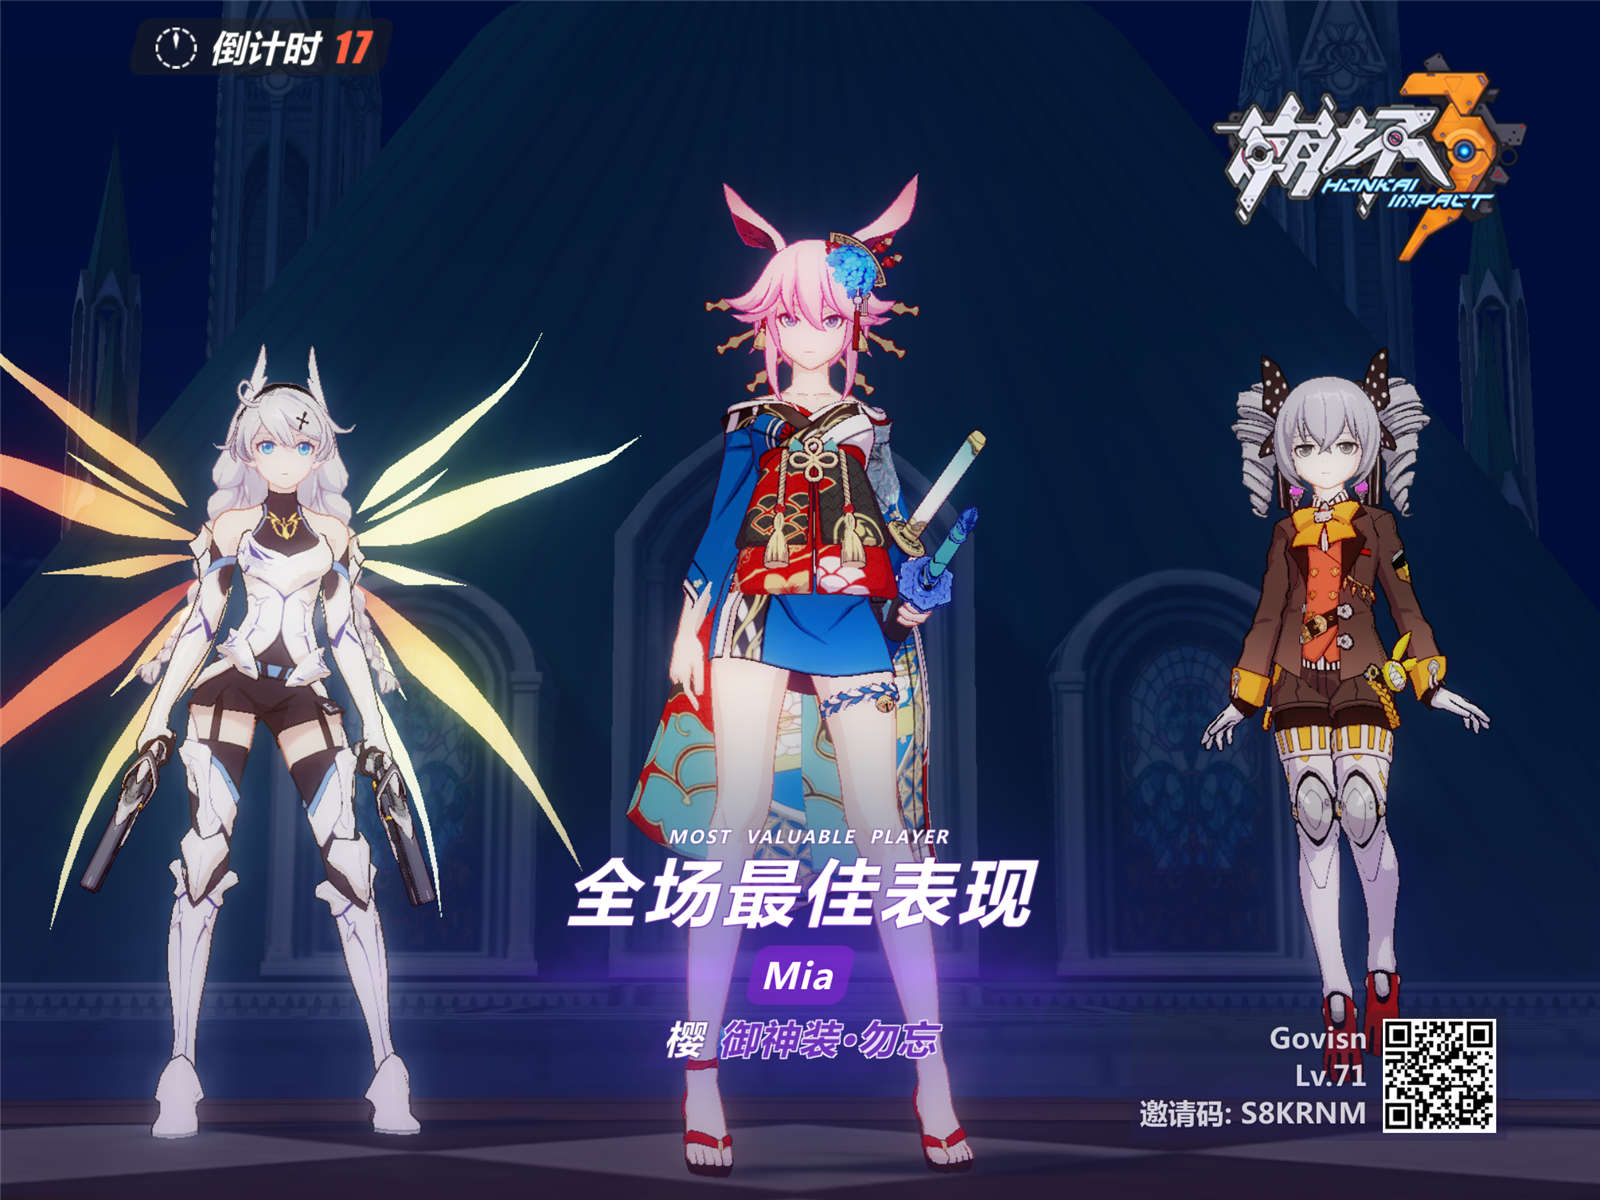 倒计时 17
崩坏3
HONKAI
IMPACT
MOST VALUABLE PLAYER
全场最佳表现
Mia
樱 御神装·勿忘
Govisn
Lv.71
邀请码: S8KRNM